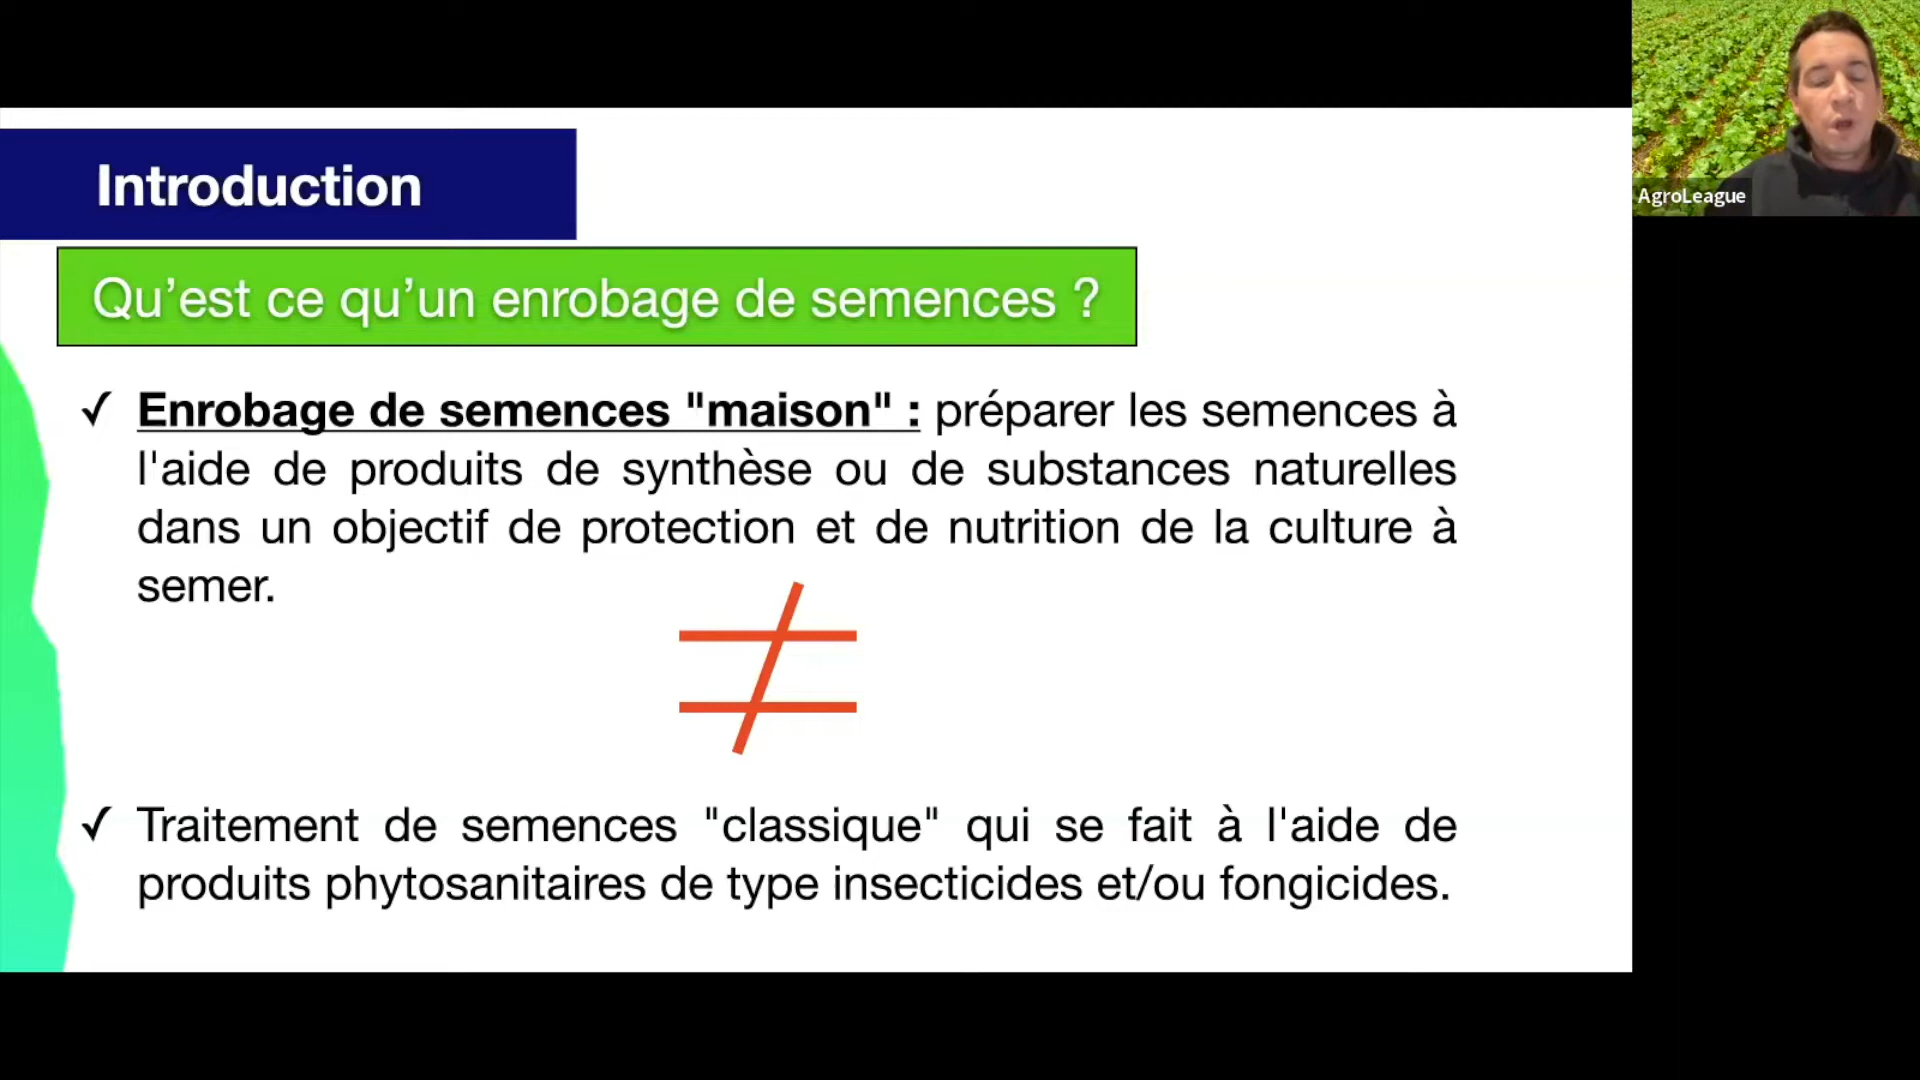 Introduction
Qu’est ce qu’un enrobage de semences ?
✓ Enrobage de semences "maison" : préparer les semences à
l'aide de produits de synthèse ou de substances naturelles
dans un objectif de protection et de nutrition de la culture à
semer.
≠
✓ Traitement de semences "classique" qui se fait à l'aide de
produits phytosanitaires de type insecticides et/ou fongicides.
AgroLeague